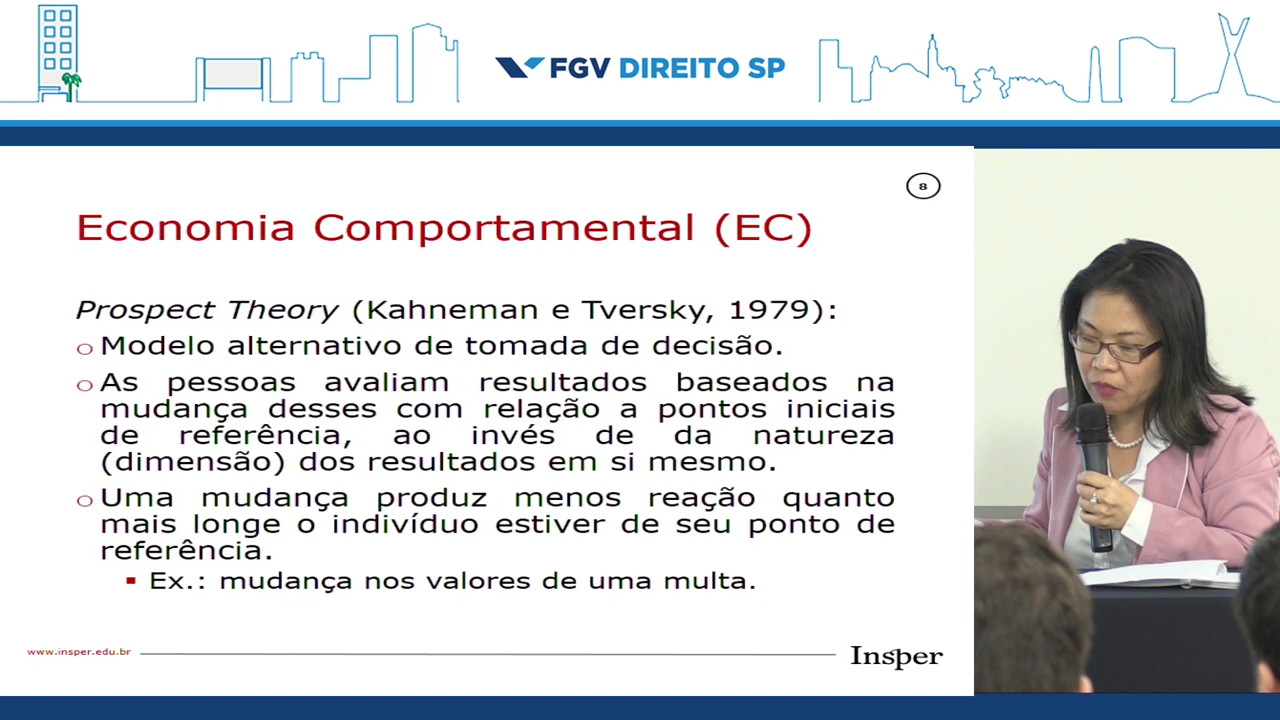 FGV DIREITO SP
8
Economia Comportamental (EC)
Prospect Theory (Kahneman e Tversky, 1979):
Modelo alternativo de tomada de decisão.
As pessoas avaliam resultados baseados na
mudança desses com relação a pontos iniciais
de referência, ao invés de da natureza
(dimensão) dos resultados em si mesmo.
Uma mudança produz menos reação quanto
mais longe o indivíduo estiver de seu ponto de
referência.
Ex.: mudança nos valores de uma multa.
www.insper.edu.br
Insper